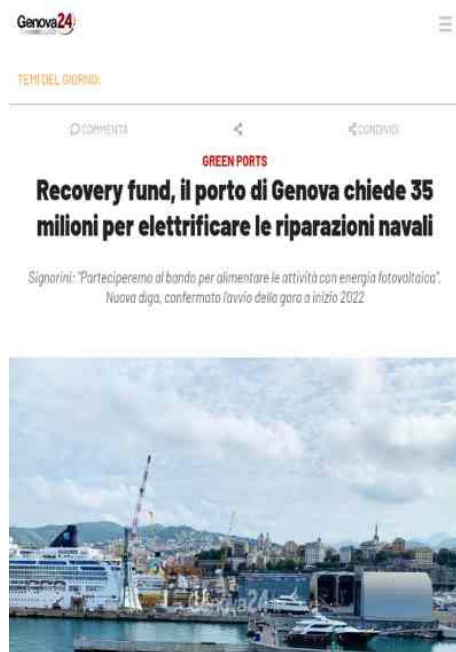 Genova24
TEMI DEL GIORNO:
COMMENTA
CONDIVIDI
GREEN PORTS
Recovery fund, il porto di Genova chiede 35
milioni per elettrificare le riparazioni navali
Signorini: "Parteciperemo al bando per alimentare le attività con energia fotovoltaica".
Nuova diga, confermato l'avvio della gara a inizio 2022
Genova24